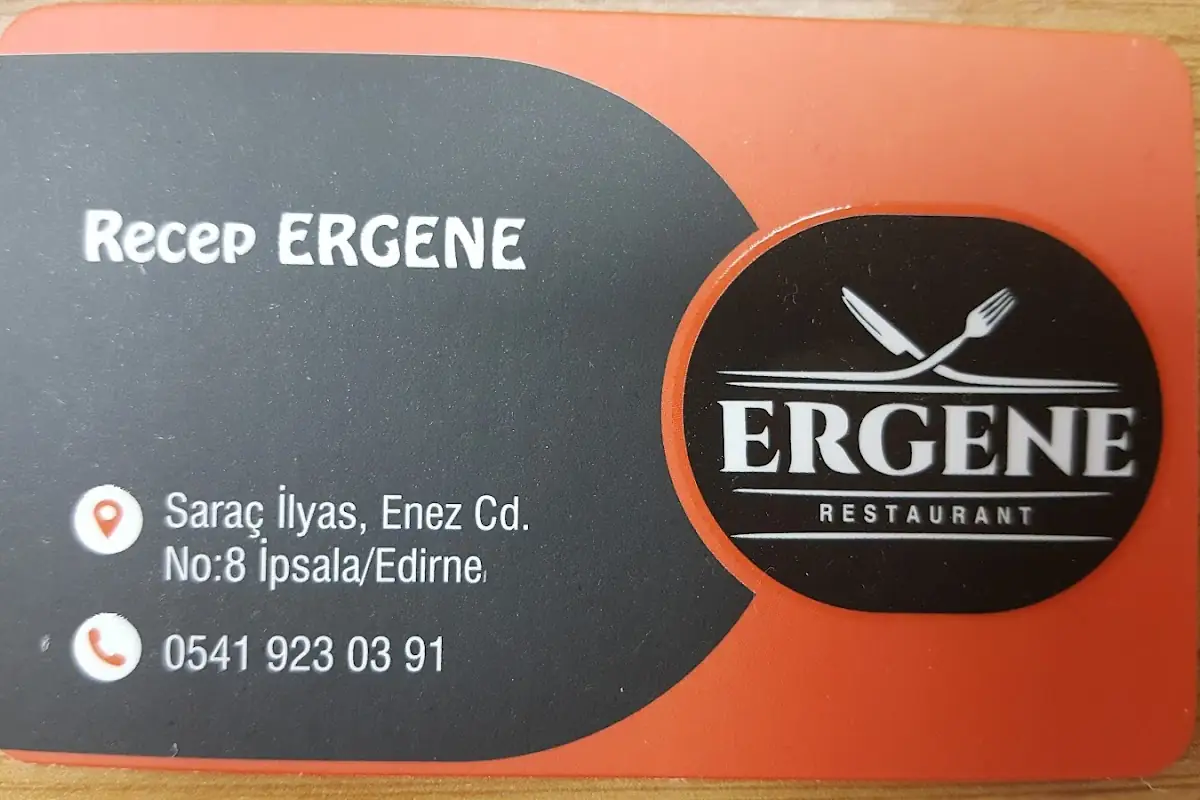 Recep ERGENE
Saraç İlyas, Enez Cd.
No:8 İpsala/Edirne
0541 923 03 91
ERGENE
RESTAURANT